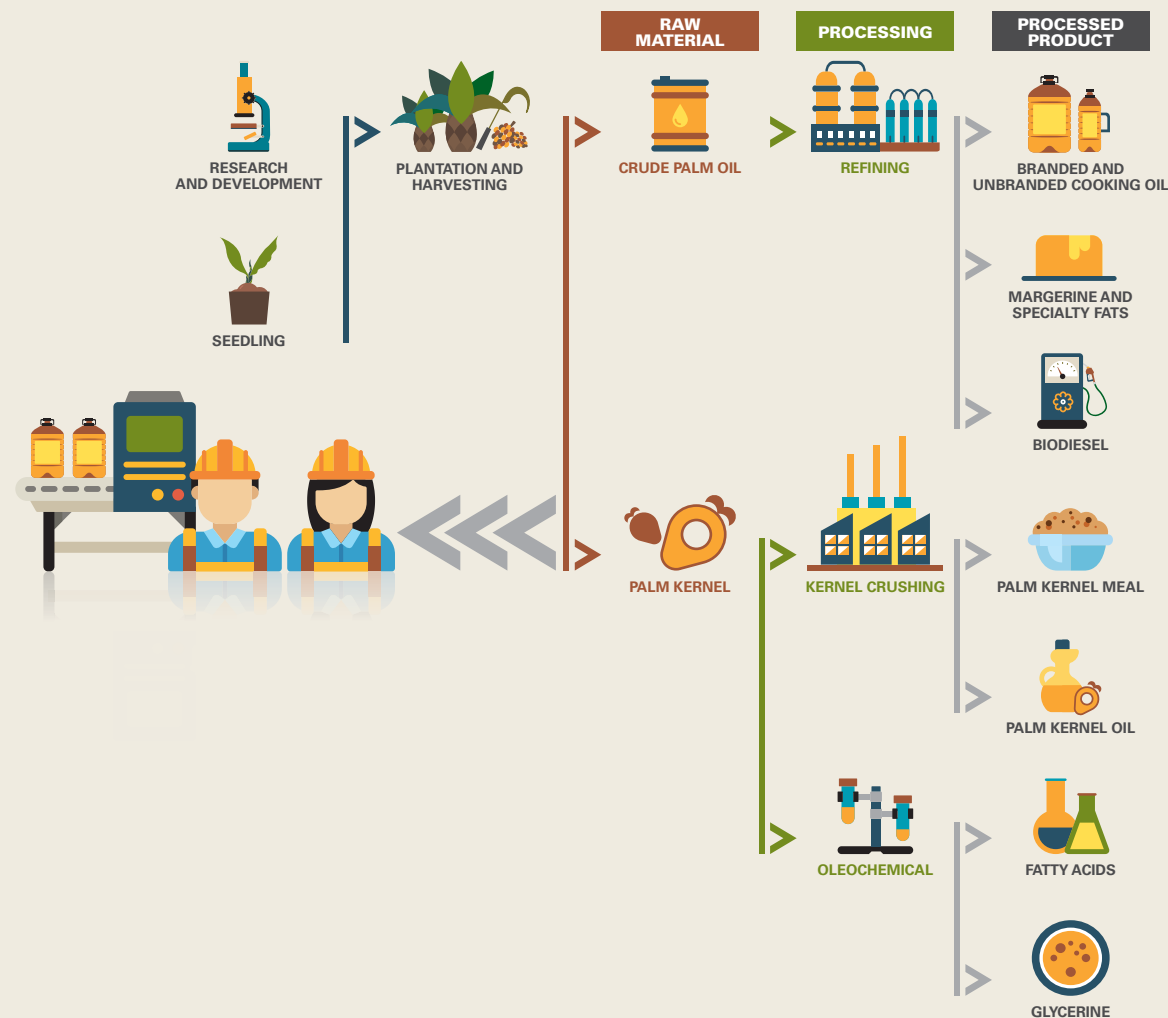 RAW
MATERIAL
PROCESSING
PROCESSED
PRODUCT
RESEARCH
AND DEVELOPMENT
PLANTATION AND
HARVESTING
CRUDE PALM OIL
REFINING
BRANDED AND
UNBRANDED COOKING OIL
SEEDLING
MARGERINE AND
SPECIALTY FATS
BIODIESEL
PALM KERNEL
KERNEL CRUSHING
PALM KERNEL MEAL
PALM KERNEL OIL
OLEOCHEMICAL
FATTY ACIDS
GLYCERINE